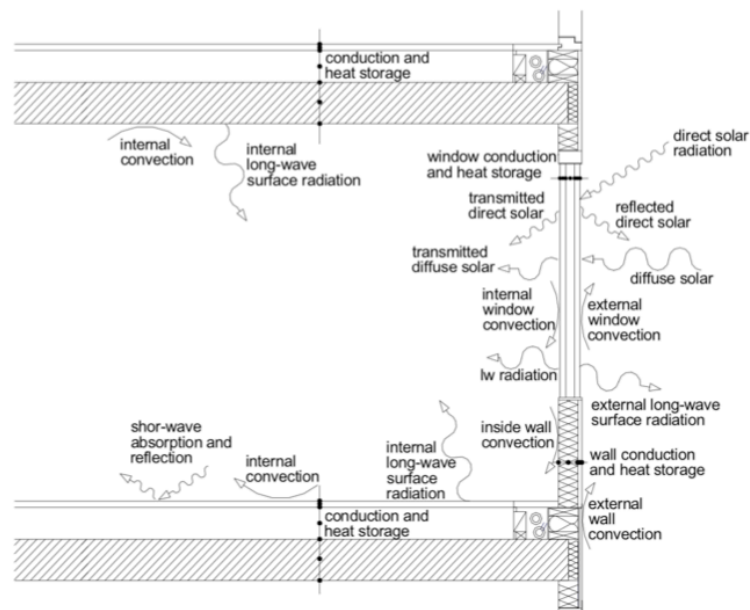 conduction and
heat storage
internal
convection
internal
long-wave
surface radiation
direct solar
radiation
window conduction
and heat storage
transmitted
direct solar
reflected
direct solar
transmitted
diffuse solar
diffuse solar
internal
window
convection
external
window
convection
lw radiation
external long-wave
surface radiation
shor-wave
absorption and
reflection
internal
convection
internal
long-wave
surface
radiation
inside wall
convection
wall conduction
and heat storage
conduction and
heat storage
external
wall
convection